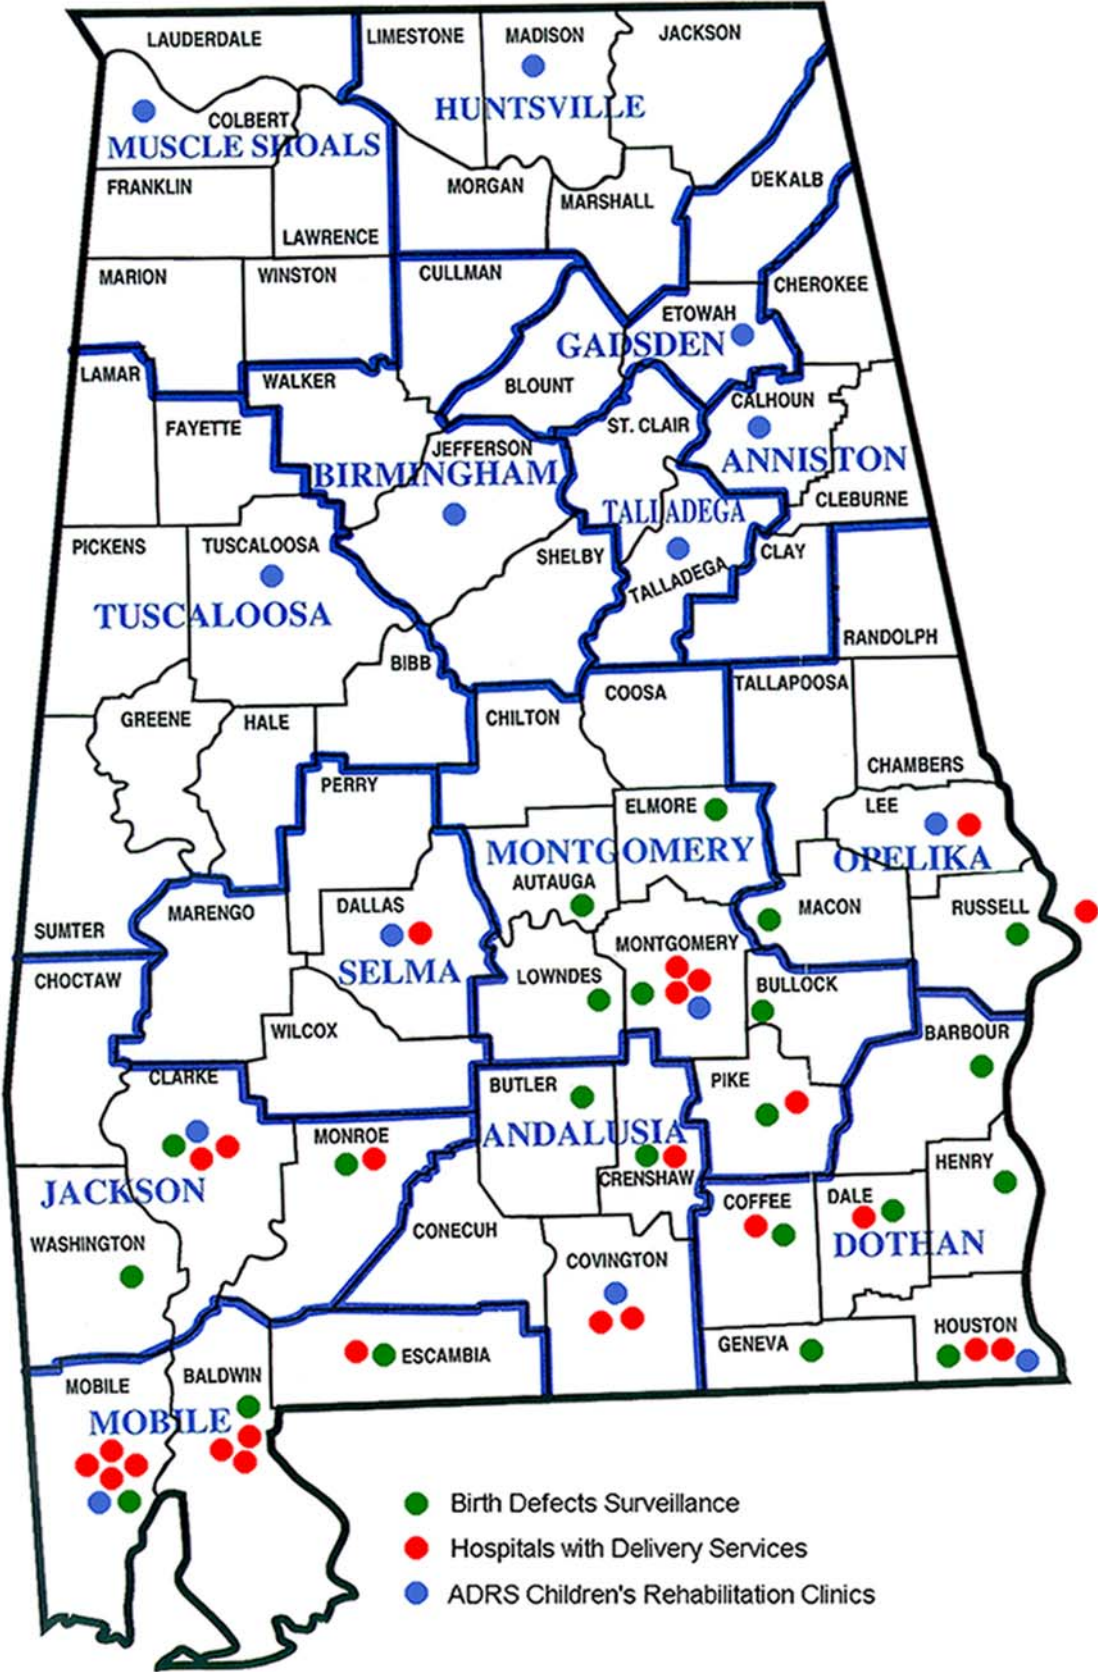 LAUDERDALE
LIMESTONE
MADISON
JACKSON
HUNTSVILLE
COLBERT
MUSCLE SHOALS
FRANKLIN
LAWRENCE
MORGAN
MARSHALL
DEKALB
MARION
WINSTON
CULLMAN
CHEROKEE
ETOWAH
GADSDEN
LAMAR
WALKER
BLOUNT
CALHOUN
FAYETTE
ST. CLAIR
JEFFERSON
BIRMINGHAM
ANNISTON
CLEBURNE
TALLADEGA
PICKENS
TUSCALOOSA
SHELBY
CLAY
TALLADEGA
TUSCALOOSA
RANDOLPH
BIBB
TALLAPOOSA
COOSA
GREENE
HALE
CHILTON
CHAMBERS
PERRY
ELMORE
LEE
MONTGOMERY
OPELIKA
AUTAUGA
MARENGO
DALLAS
MACON
RUSSELL
SUMTER
MONTGOMERY
SELMA
LOWNDES
CHOCTAW
BULLOCK
WILCOX
BARBOUR
CLARKE
BUTLER
PIKE
ANDALUSIA
MONROE
HENRY
CRENSHAW
JACKSON
COFFEE
DALE
CONECUH
WASHINGTON
DOTHAN
COVINGTON
HOUSTON
GENEVA
ESCAMBIA
BALDWIN
MOBILE
MOBILE
Birth Defects Surveillance
Hospitals with Delivery Services
ADRS Children's Rehabilitation Clinics